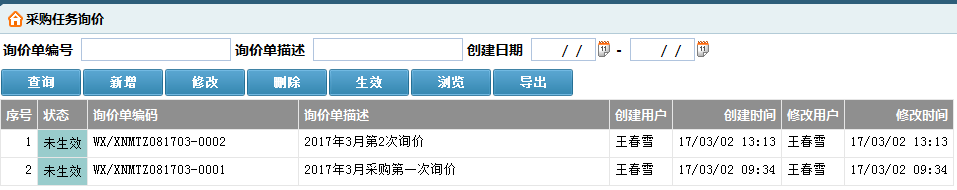 采购任务询价
询价单编号 询价单描述 创建日期 / / - / /
查询 新增 修改 删除 生效 浏览 导出
序号 状态 询价单编码 询价单描述 创建用户 创建时间 修改用户 修改时间
1 未生效 WX/XNMTZ081703-0002 2017年3月第2次询价 王春雪 17/03/02 13:13 王春雪 17/03/02 13:13
2 未生效 WX/XNMTZ081703-0001 2017年3月采购第一次询价 王春雪 17/03/02 09:34 王春雪 17/03/02 09:34